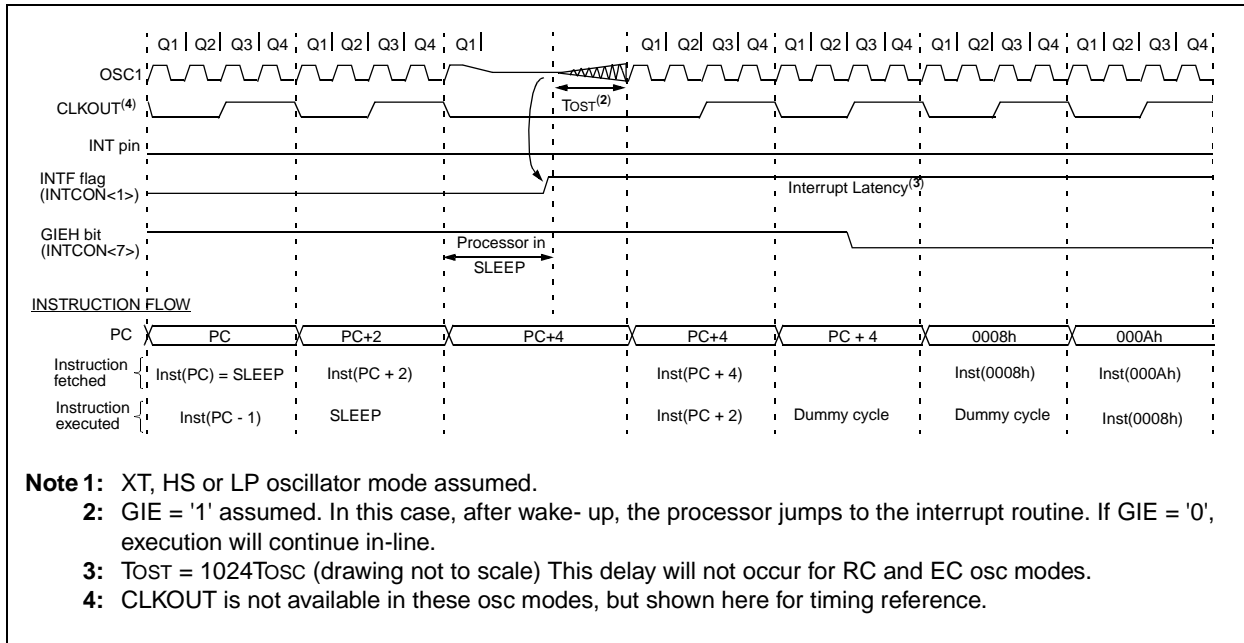 Q1 Q2 Q3 Q4 Q1 Q2 Q3 Q4 Q1 Q1 Q2 Q3 Q4 Q1 Q2 Q3 Q4 Q1 Q2 Q3 Q4 Q1 Q2 Q3 Q4
OSC1
CLKOUT(4) TOST(2)
INT pin
INTF flag
(INTCON<1>) Interrupt Latency(3)
GIEH bit
(INTCON<7>) Processor in
SLEEP
INSTRUCTION FLOW
PC PC PC+2 PC+4 PC+4 PC + 4 0008h 000Ah
Instruction
fetched Inst(PC) = SLEEP Inst(PC + 2) Inst(PC + 4) Inst(0008h) Inst(000Ah)
Instruction
executed Inst(PC - 1) SLEEP Inst(PC + 2) Dummy cycle Dummy cycle Inst(0008h)
Note 1: XT, HS or LP oscillator mode assumed.
2: GIE = '1' assumed. In this case, after wake- up, the processor jumps to the interrupt routine. If GIE = '0',
execution will continue in-line.
3: TOST = 1024TOSC (drawing not to scale) This delay will not occur for RC and EC osc modes.
4: CLKOUT is not available in these osc modes, but shown here for timing reference.